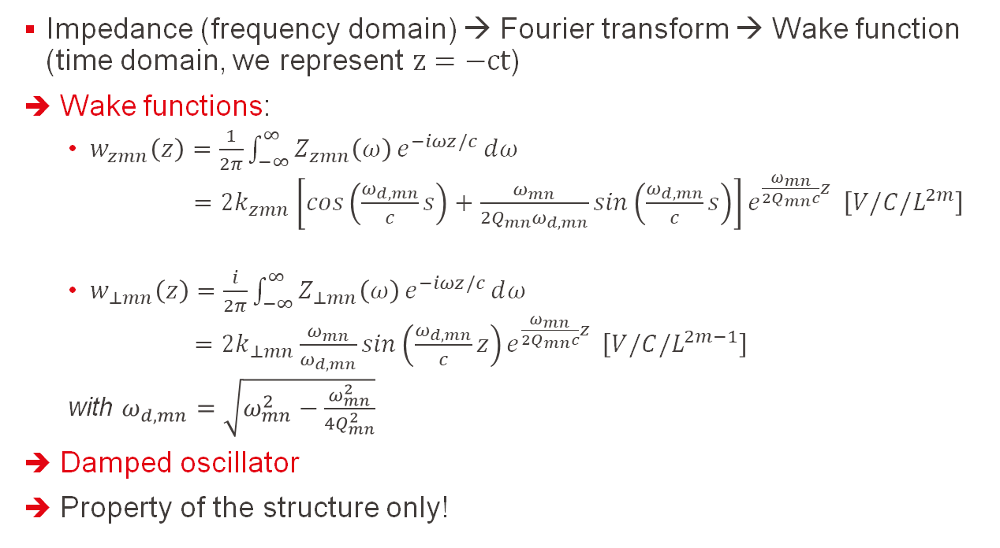 ▪ Impedance (frequency domain) → Fourier transform → Wake function
(time domain, we represent z = −ct)
➔ Wake functions:
• $w_{zmn}(z) = \frac{1}{2\pi}\int_{-\infty}^{\infty} Z_{zmn}(\omega)\, e^{-i\omega z/c}\, d\omega$
$= 2k_{zmn}\left[cos\left(\frac{\omega_{d,mn}}{c}s\right) + \frac{\omega_{mn}}{2Q_{mn}\omega_{d,mn}} sin\left(\frac{\omega_{d,mn}}{c}s\right)\right] e^{\frac{\omega_{mn}}{2Q_{mn}c}z}\ [V/C/L^{2m}]$
• $w_{\perp mn}(z) = \frac{i}{2\pi}\int_{-\infty}^{\infty} Z_{\perp mn}(\omega)\, e^{-i\omega z/c}\, d\omega$
$= 2k_{\perp mn}\frac{\omega_{mn}}{\omega_{d,mn}} sin\left(\frac{\omega_{d,mn}}{c}z\right) e^{\frac{\omega_{mn}}{2Q_{mn}c}z}\ [V/C/L^{2m-1}]$
with $\omega_{d,mn} = \sqrt{\omega_{mn}^{2} - \frac{\omega_{mn}^{2}}{4Q_{mn}^{2}}}$
➔ Damped oscillator
➔ Property of the structure only!